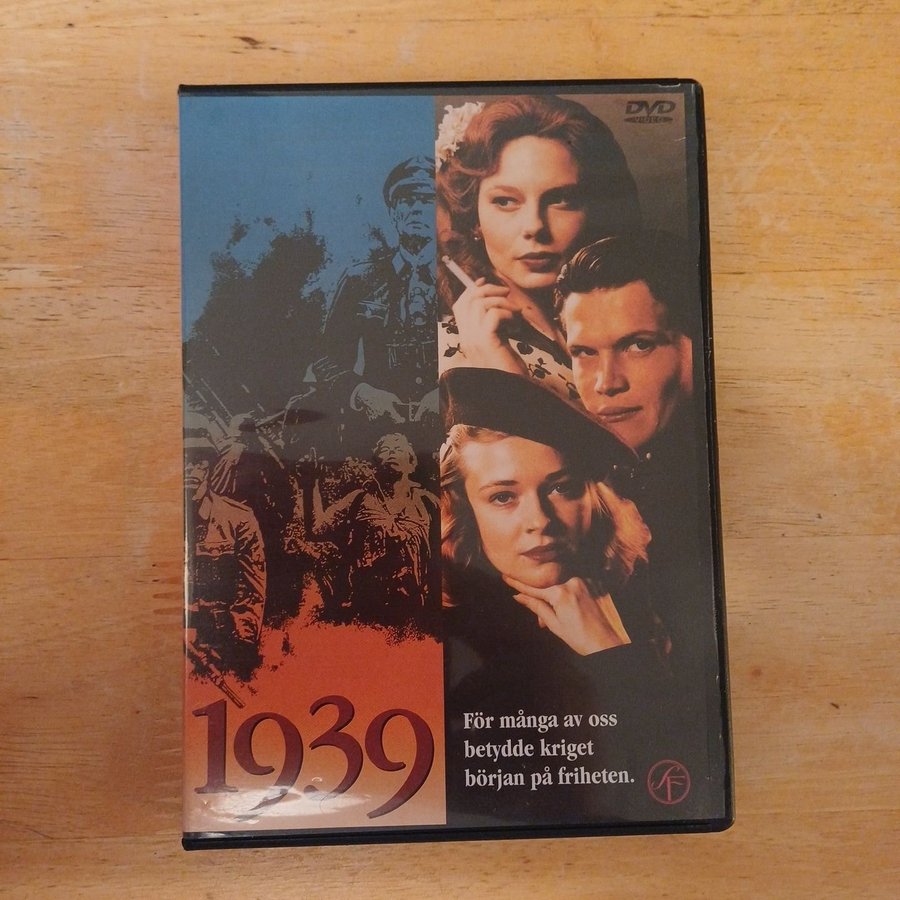 DVD
VIDEO
1939
För många av oss
betydde kriget
början på friheten.
SF